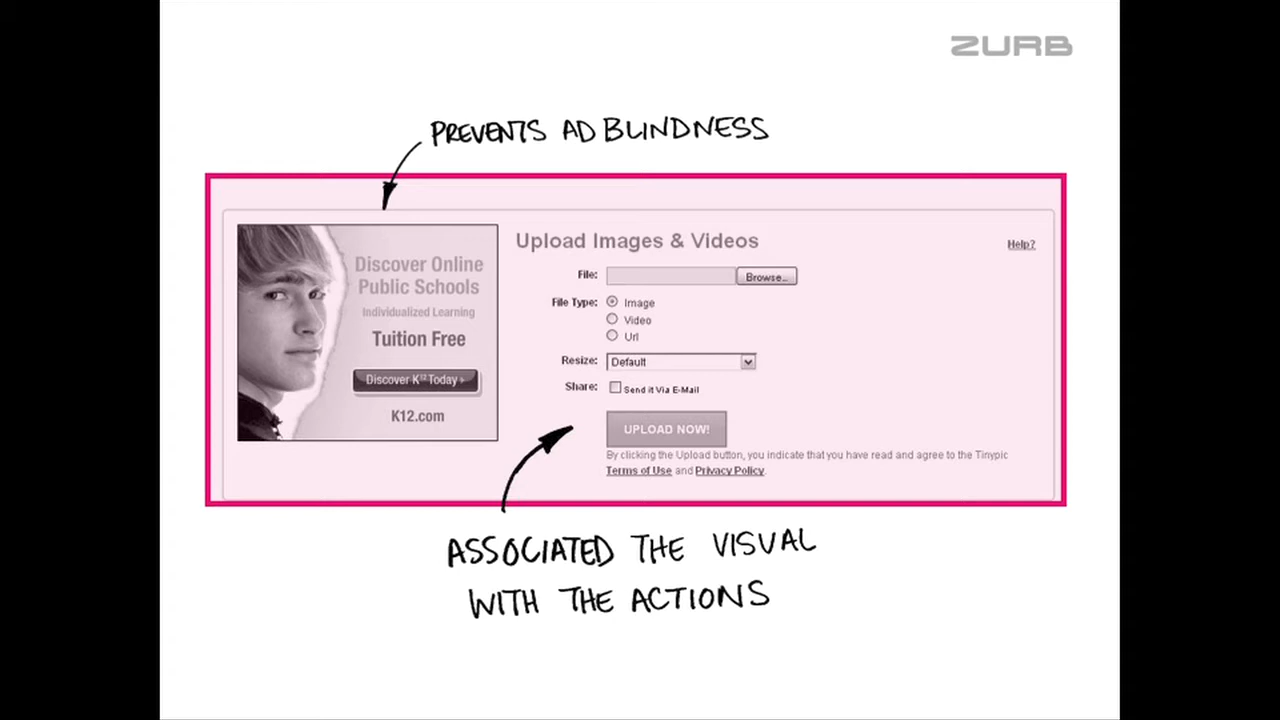 ZURB
PREVENTS AD BLINDNESS
Discover Online
Public Schools
Individualized Learning
Tuition Free
Discover K12 Today ›
K12.com
Upload Images & Videos
Help?
File:
Browse...
File Type:
Image
Video
Url
Resize:
Default
Share:
Send it Via E-Mail
UPLOAD NOW!
By clicking the Upload button, you indicate that you have read and agree to the Tinypic
Terms of Use and Privacy Policy.
ASSOCIATED THE VISUAL
WITH THE ACTIONS